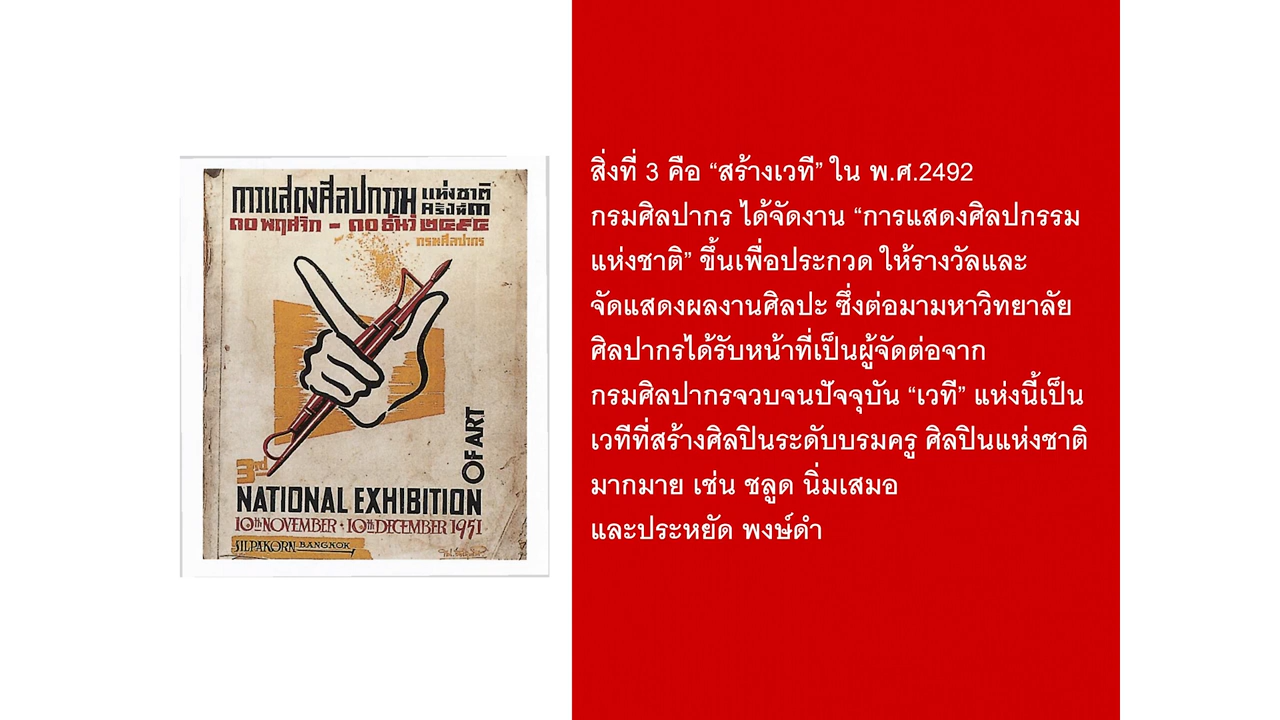 การแสดงศิลปกรรม แห่งชาติ
ครั้งที่๓
๑๐ พฤศจิก - ๑๐ ธันว์ ๒๔๙๔
กรมศิลปากร
3rd
NATIONAL EXHIBITION
OF ART
10th NOVEMBER · 10th DECEMBER 1951
SILPAKORN BANGKOK
สิ่งที่ 3 คือ “สร้างเวที” ใน พ.ศ.2492
กรมศิลปากร ได้จัดงาน “การแสดงศิลปกรรม
แห่งชาติ” ขึ้นเพื่อประกวด ให้รางวัลและ
จัดแสดงผลงานศิลปะ ซึ่งต่อมามหาวิทยาลัย
ศิลปากรได้รับหน้าที่เป็นผู้จัดต่อจาก
กรมศิลปากรจวบจนปัจจุบัน “เวที” แห่งนี้เป็น
เวทีที่สร้างศิลปินระดับบรมครู ศิลปินแห่งชาติ
มากมาย เช่น ชลูด นิ่มเสมอ
และประหยัด พงษ์ดำ